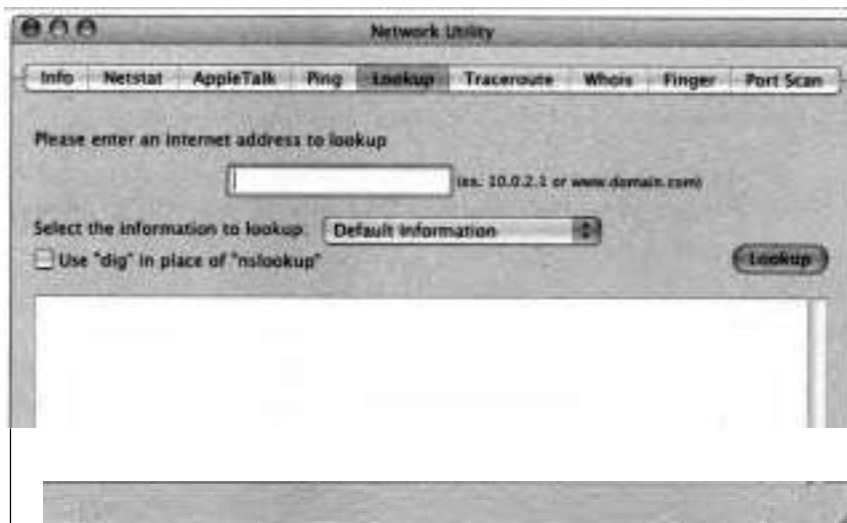 Network Utility
Info Netstat AppleTalk Ping Lookup Traceroute Whois Finger Port Scan
Please enter an internet address to lookup
(ex. 10.0.2.1 or www.domain.com)
Select the information to lookup Default Information
Use "dig" in place of "nslookup"
Lookup